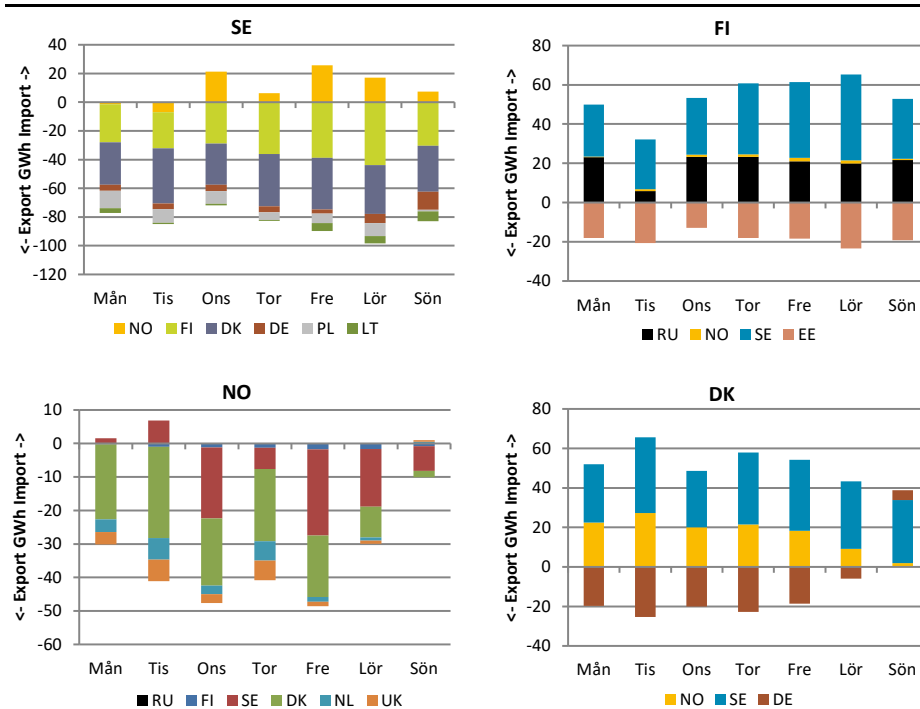 SE
<- Export GWh Import ->
40
20
0
-20
-40
-60
-80
-100
-120
Mån Tis Ons Tor Fre Lör Sön
NO FI DK DE PL LT
FI
<- Export GWh Import ->
80
60
40
20
0
-20
-40
Mån Tis Ons Tor Fre Lör Sön
RU NO SE EE
NO
<- Export GWh Import ->
10
0
-10
-20
-30
-40
-50
-60
Mån Tis Ons Tor Fre Lör Sön
RU FI SE DK NL UK
DK
<- Export GWh Import ->
80
60
40
20
0
-20
-40
Mån Tis Ons Tor Fre Lör Sön
NO SE DE